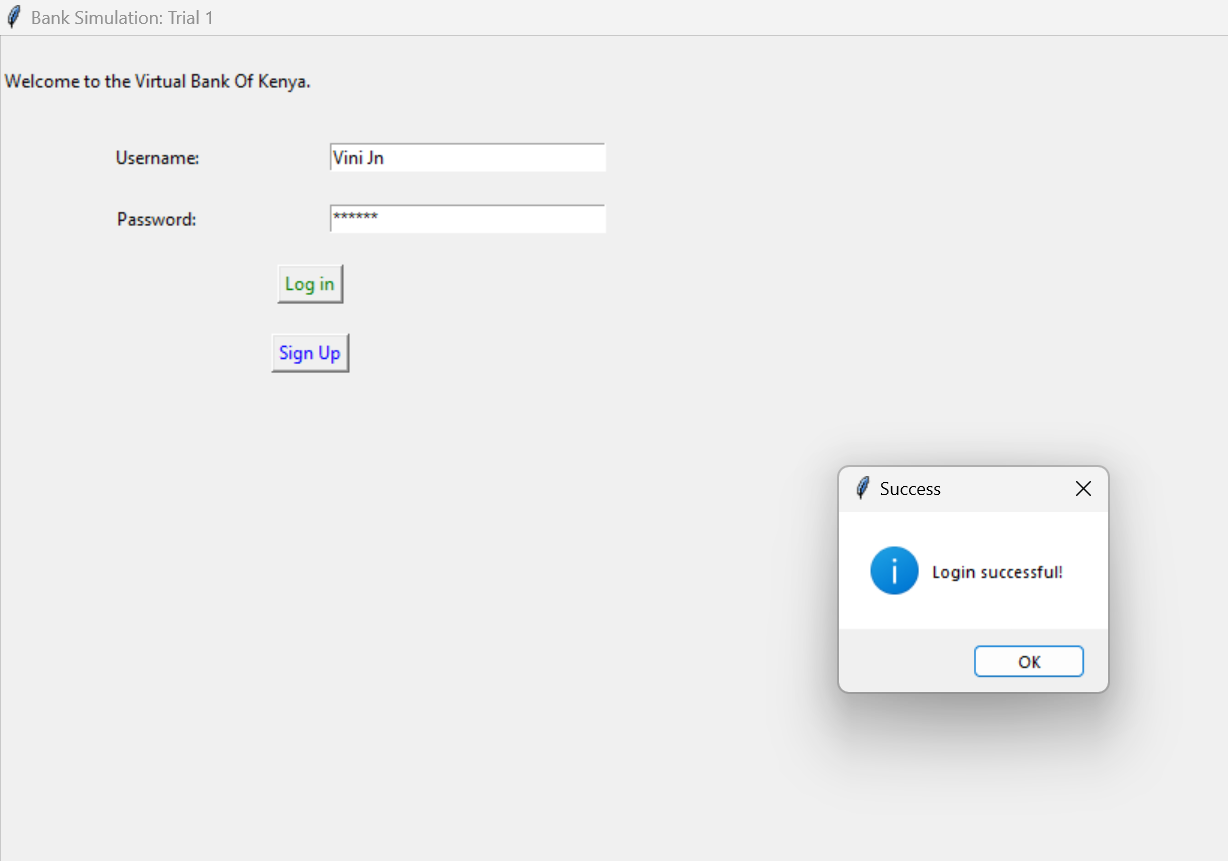 Bank Simulation: Trial 1
Welcome to the Virtual Bank Of Kenya.
Username: Vini Jn
Password: ******
Log in
Sign Up
Success
Login successful!
OK